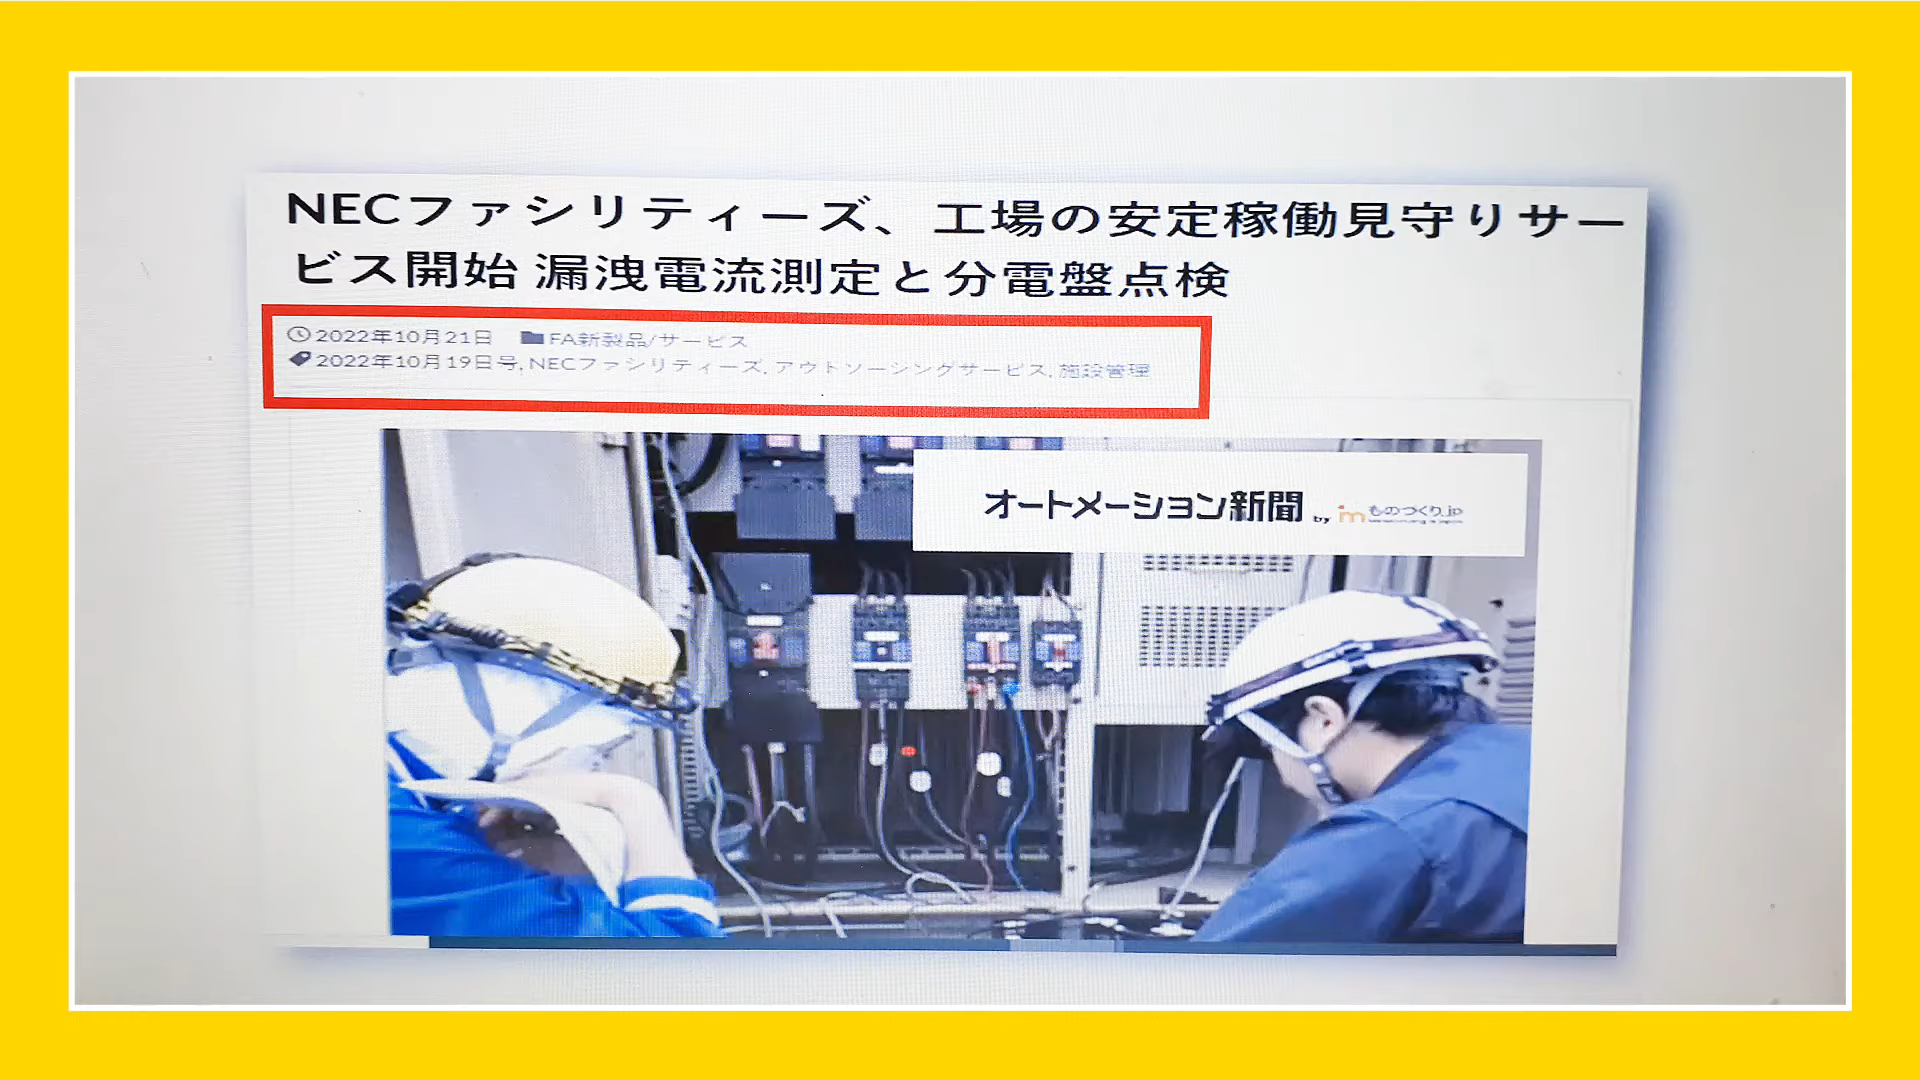 NECファシリティーズ、工場の安定稼働見守りサー
ビス開始 漏洩電流測定と分電盤点検
2022年10月21日 FA新製品/サービス
2022年10月19日号, NECファシリティーズ, アウトソーシングサービス, 施設管理
オートメーション新聞 by ものづくり.jp